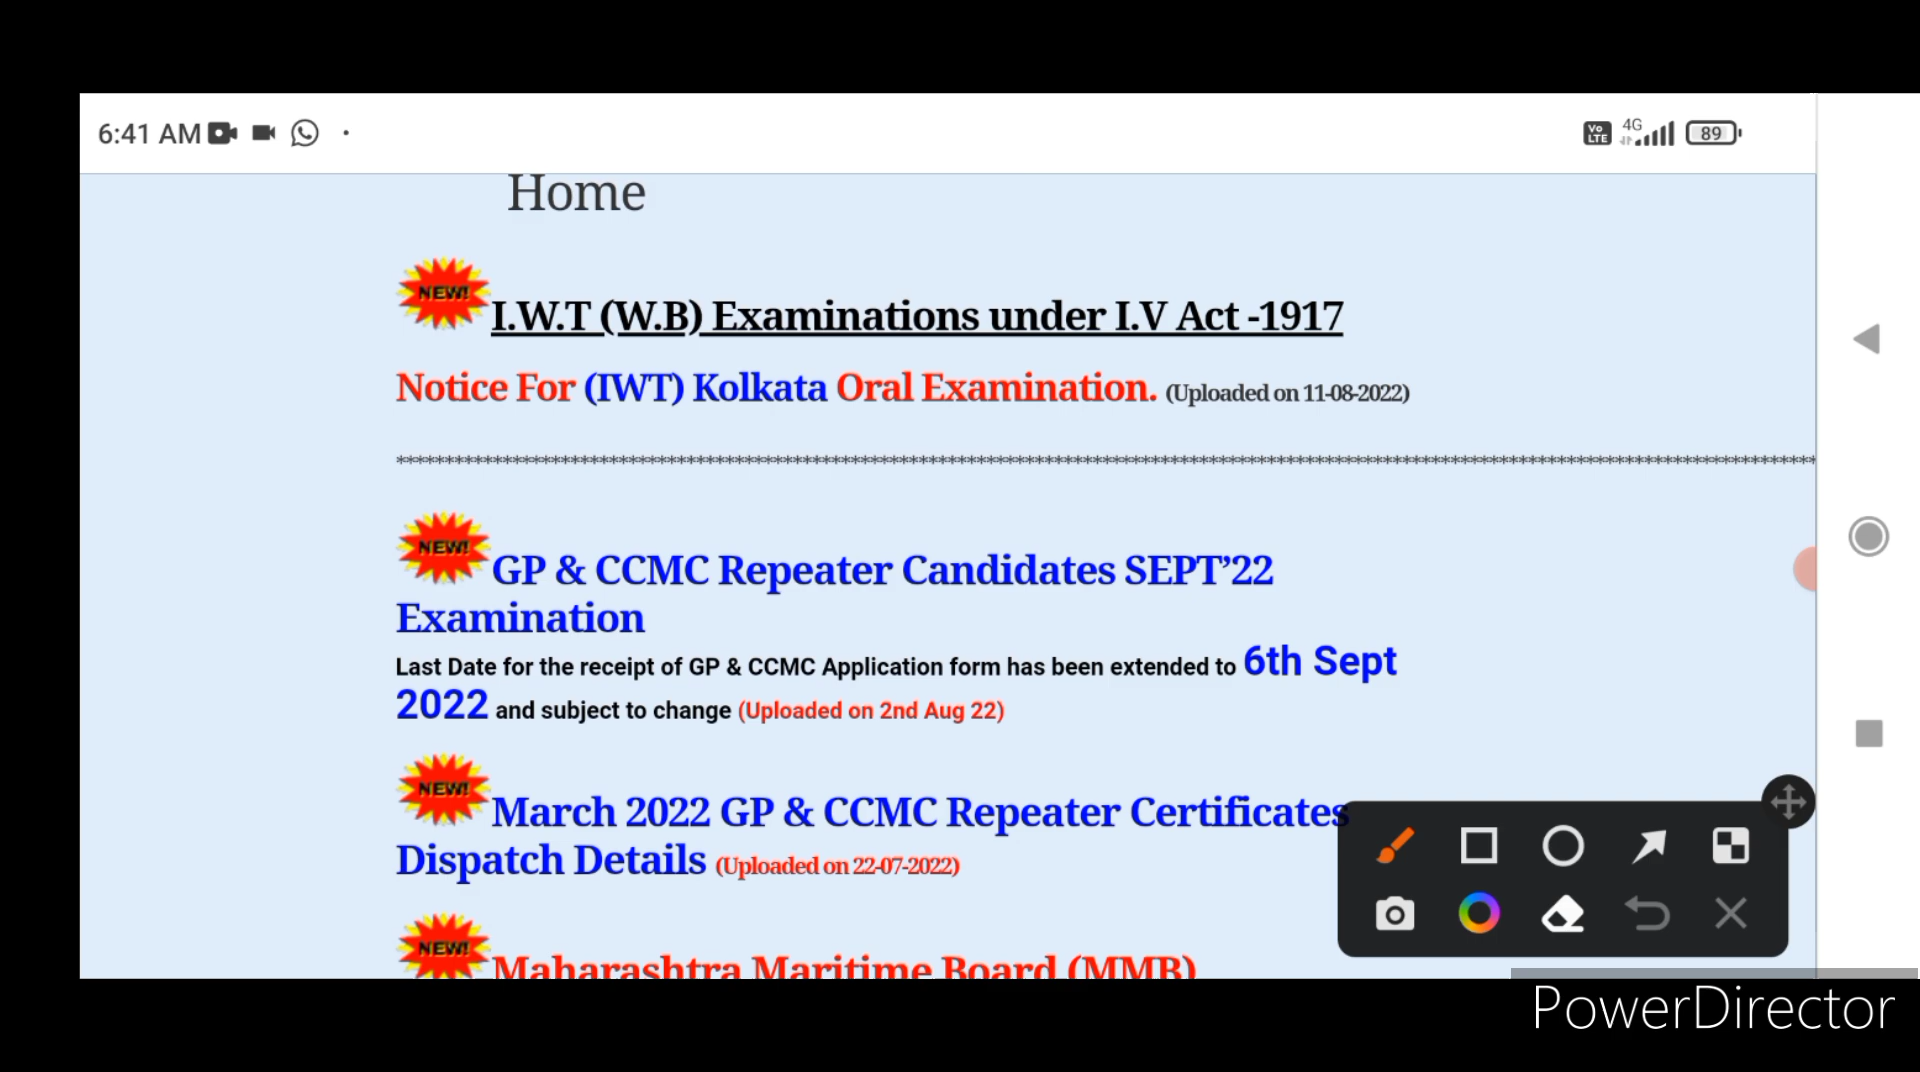 6:41 AM
Vo LTE 4G 89
Home
NEW!
I.W.T (W.B) Examinations under I.V Act -1917
Notice For (IWT) Kolkata Oral Examination. (Uploaded on 11-08-2022)
****************************************************************************************************************************************************
NEW!
GP & CCMC Repeater Candidates SEPT’22
Examination
Last Date for the receipt of GP & CCMC Application form has been extended to 6th Sept
2022 and subject to change (Uploaded on 2nd Aug 22)
NEW!
March 2022 GP & CCMC Repeater Certificates
Dispatch Details (Uploaded on 22-07-2022)
NEW!
Maharashtra Maritime Board (MMB)
PowerDirector